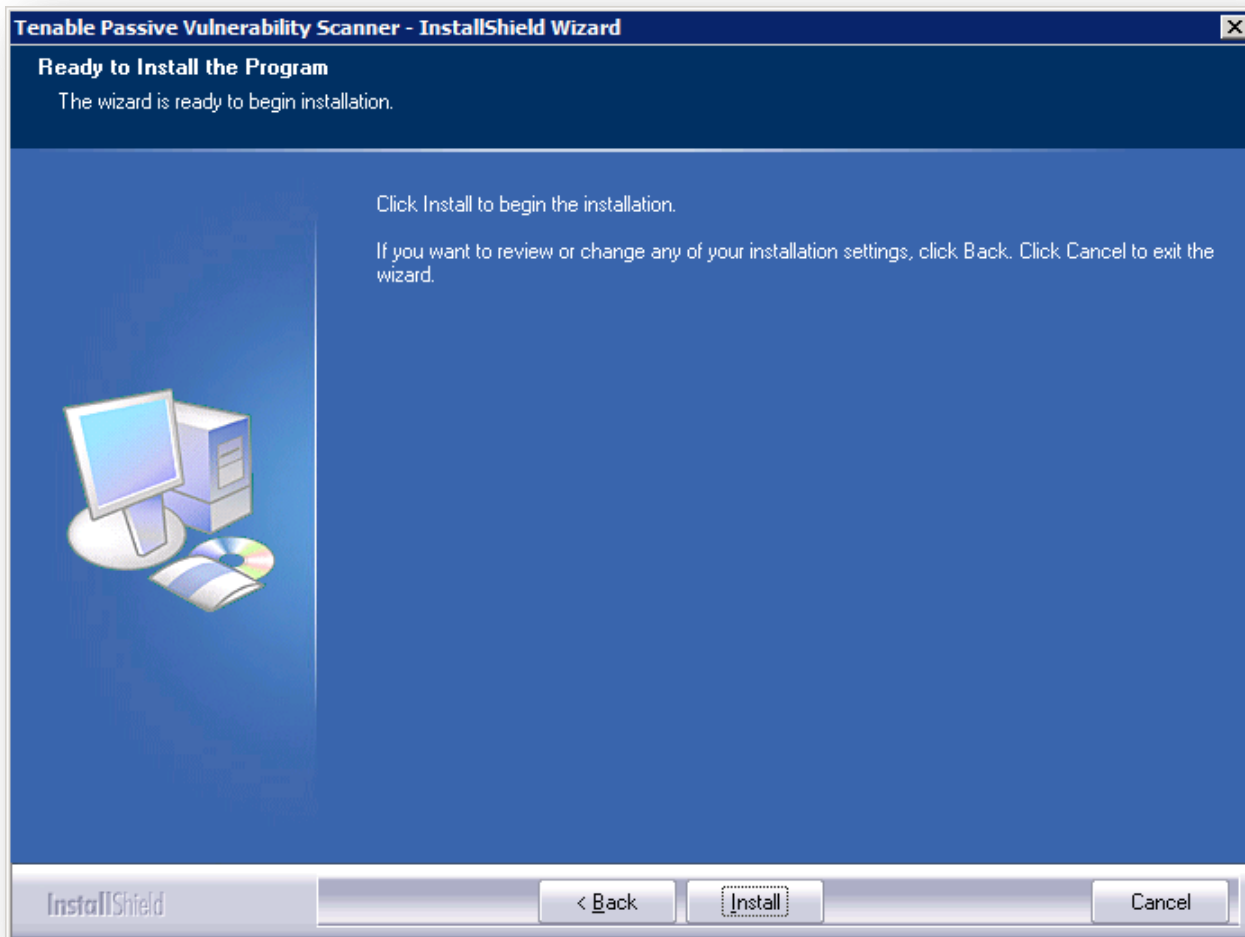 Tenable Passive Vulnerability Scanner - InstallShield Wizard
Ready to Install the Program
The wizard is ready to begin installation.
Click Install to begin the installation.
If you want to review or change any of your installation settings, click Back. Click Cancel to exit the
wizard.
InstallShield
< Back
Install
Cancel